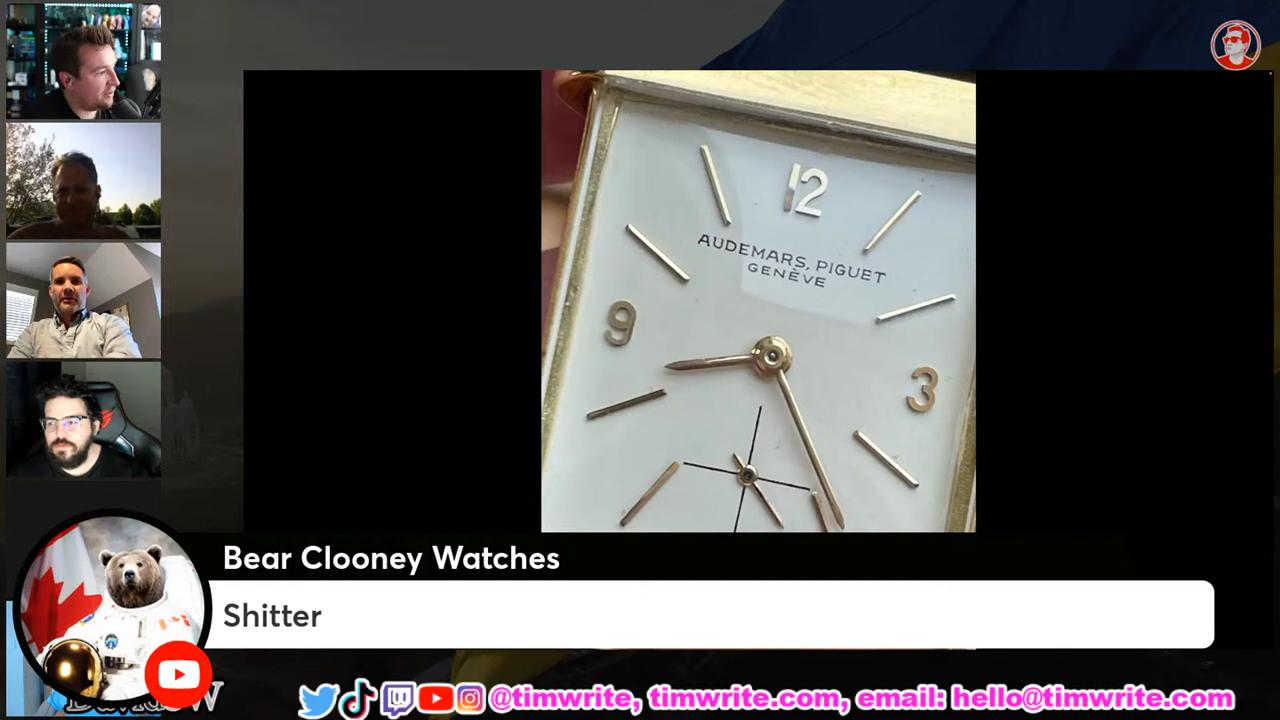 12
AUDEMARS, PIGUET
GENÈVE
9
3
Bear Clooney Watches
Shitter
@timwrite, timwrite.com, email: hello@timwrite.com